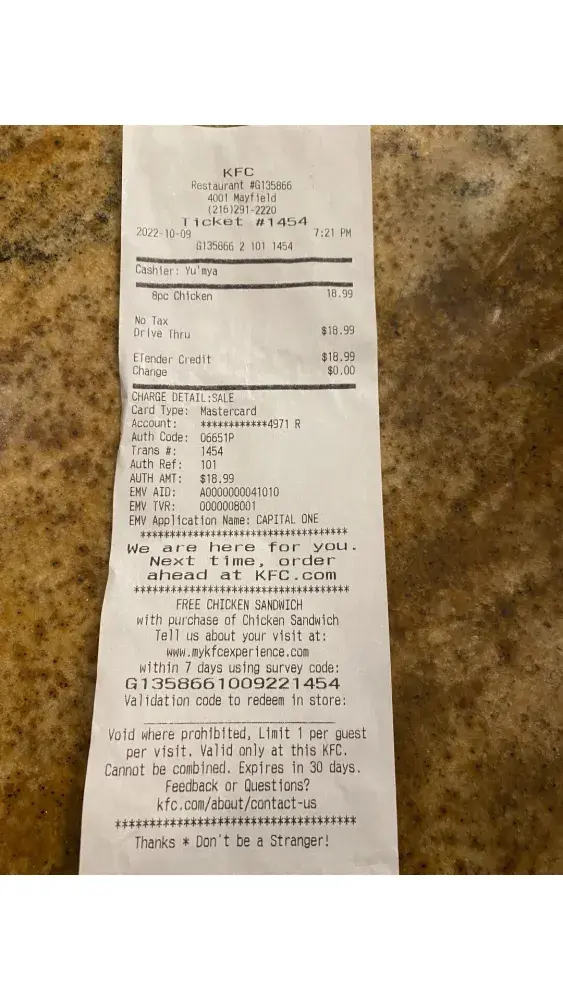 KFC
Restaurant #G135866
4001 Mayfield
(216)291-2220
Ticket #1454
2022-10-09 7:21 PM
G135866 2 101 1454
Cashier: Yu'mya
8pc Chicken 18.99
No Tax
Drive Thru $18.99
ETender Credit $18.99
Change $0.00
CHARGE DETAIL:SALE
Card Type: Mastercard
Account: ************4971 R
Auth Code: 06651P
Trans #: 1454
Auth Ref: 101
AUTH AMT: $18.99
EMV AID: A0000000041010
EMV TVR: 0000008001
EMV Application Name: CAPITAL ONE
***********************************
We are here for you.
Next time, order
ahead at KFC.com
***********************************
FREE CHICKEN SANDWICH
with purchase of Chicken Sandwich
Tell us about your visit at:
www.mykfcexperience.com
within 7 days using survey code:
G1358661009221454
Validation code to redeem in store:
____________________
Void where prohibited, Limit 1 per guest
per visit. Valid only at this KFC.
Cannot be combined. Expires in 30 days.
Feedback or Questions?
kfc.com/about/contact-us
***********************************
Thanks * Don't be a Stranger!